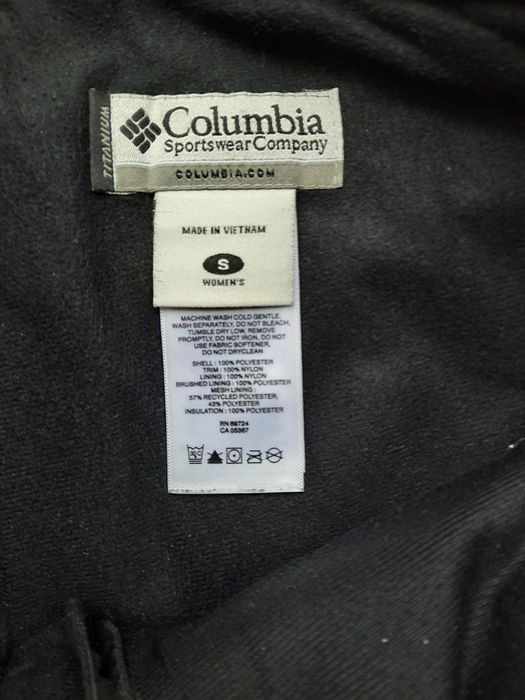 TITANIUM
Columbia
SportswearCompany
COLUMBIA.COM
MADE IN VIETNAM
S
WOMEN'S
MACHINE WASH COLD GENTLE,
WASH SEPARATELY, DO NOT BLEACH,
TUMBLE DRY LOW, REMOVE
PROMPTLY, DO NOT IRON, DO NOT
USE FABRIC SOFTENER,
DO NOT DRYCLEAN
SHELL : 100% POLYESTER
TRIM : 100% NYLON
LINING : 100% NYLON
BRUSHED LINING : 100% POLYESTER
MESH LINING :
57% RECYCLED POLYESTER,
43% POLYESTER
INSULATION : 100% POLYESTER
RN 69724
CA 05367